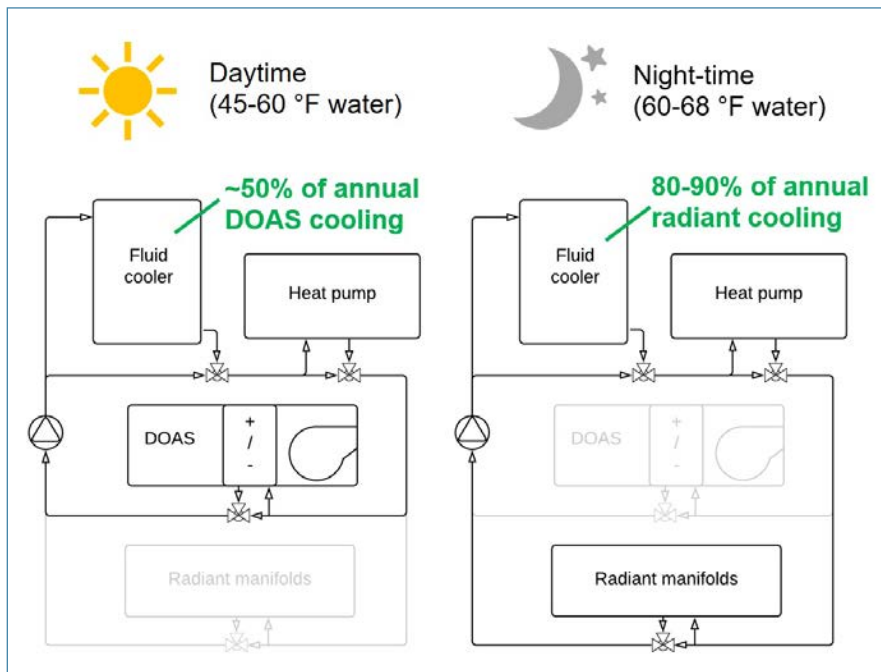 Daytime
(45-60 °F water)
~50% of annual
DOAS cooling
Fluid
cooler
Heat pump
DOAS
+
/
-
Radiant manifolds
Night-time
(60-68 °F water)
80-90% of annual
radiant cooling
Fluid
cooler
Heat pump
DOAS
+
/
-
Radiant manifolds